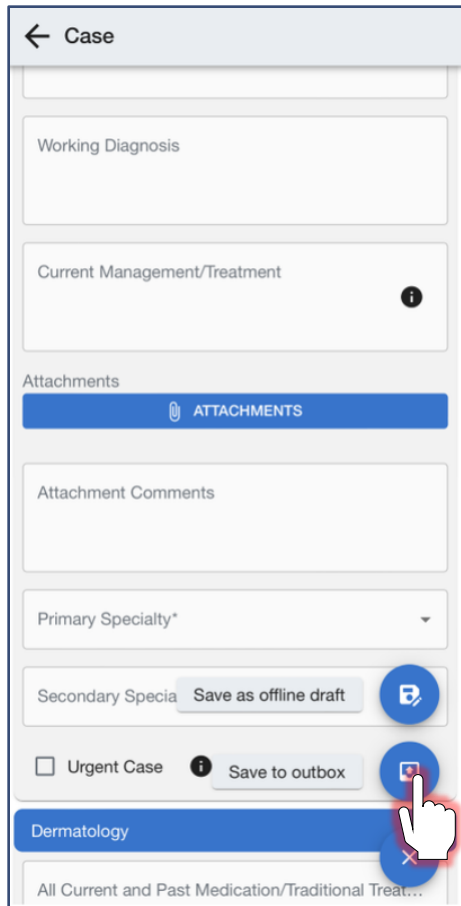 Case
Working Diagnosis
Current Management/Treatment
Attachments
ATTACHMENTS
Attachment Comments
Primary Specialty*
Secondary Specia
Save as offline draft
Urgent Case
Save to outbox
Dermatology
All Current and Past Medication/Traditional Treat...